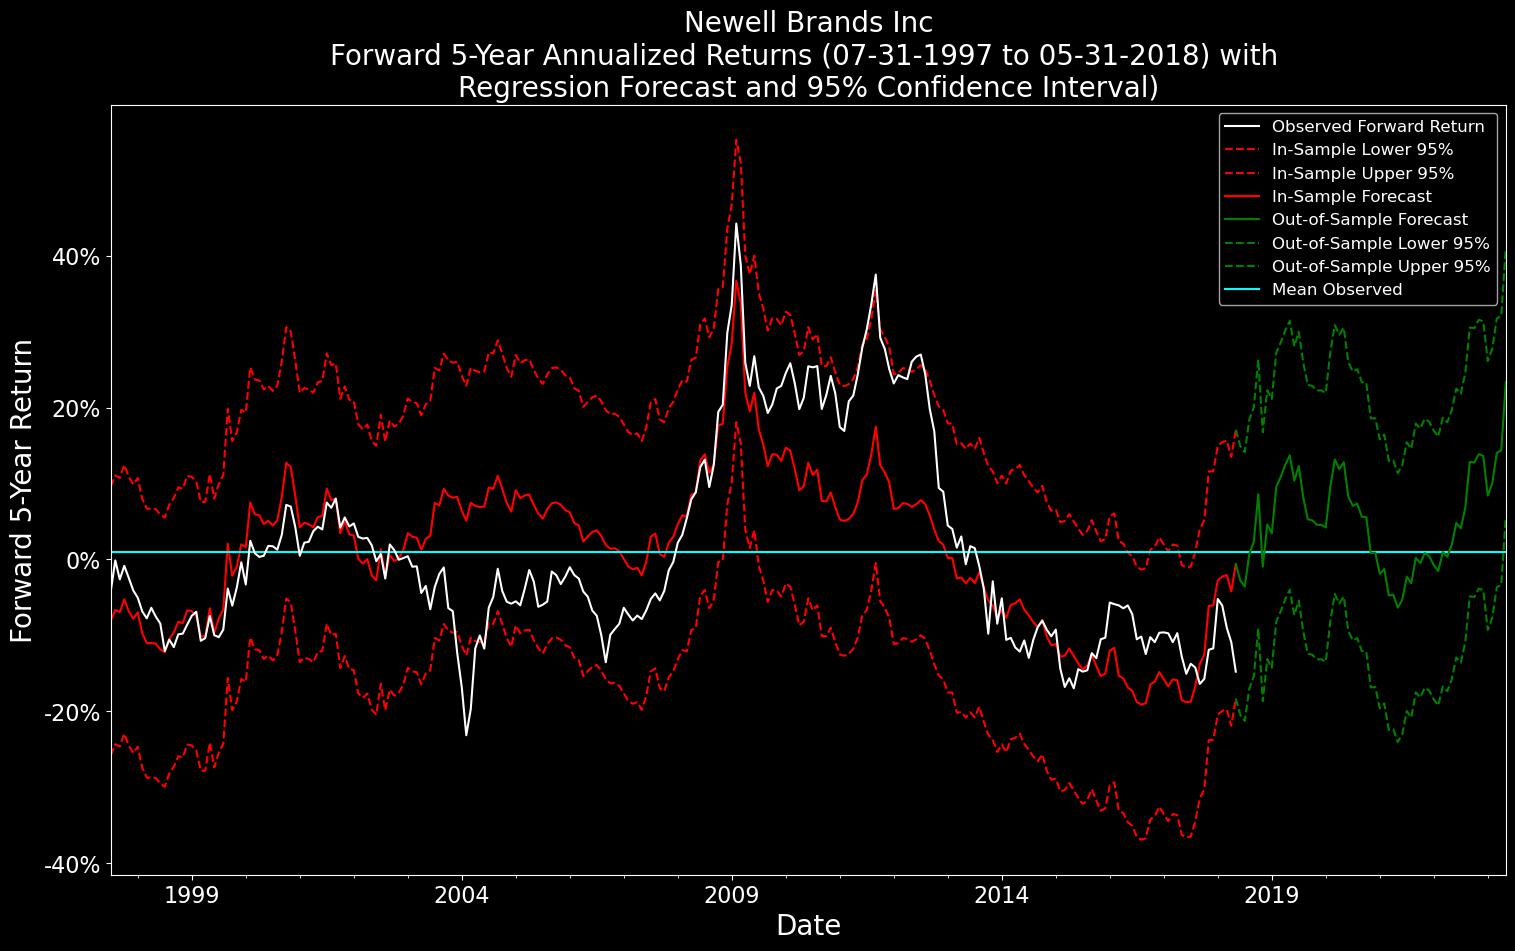 Newell Brands Inc
Forward 5-Year Annualized Returns (07-31-1997 to 05-31-2018) with
Regression Forecast and 95% Confidence Interval)
Observed Forward Return
In-Sample Lower 95%
In-Sample Upper 95%
In-Sample Forecast
Out-of-Sample Forecast
Out-of-Sample Lower 95%
Out-of-Sample Upper 95%
Mean Observed
Forward 5-Year Return
40%
20%
0%
-20%
-40%
1999
2004
2009
2014
2019
Date